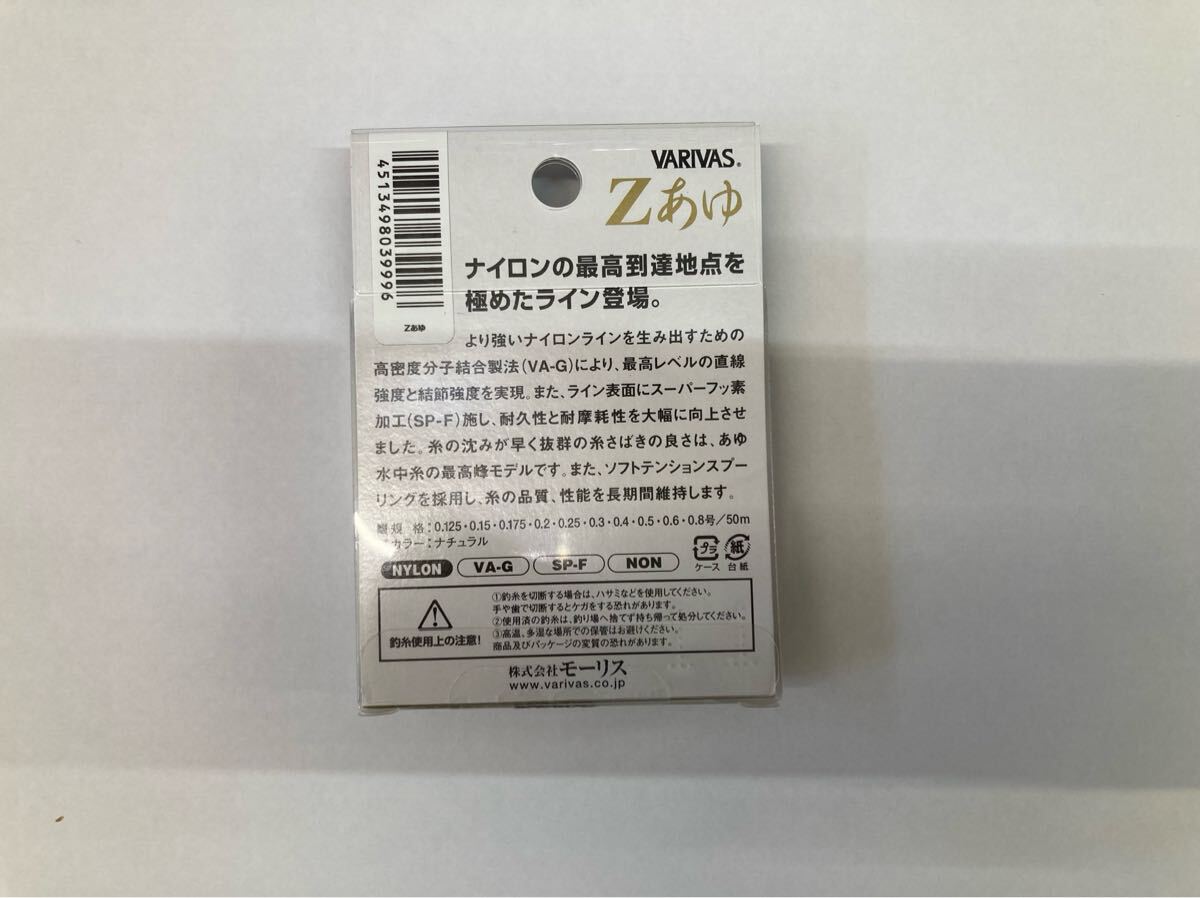 4513498039996
Zあゆ
VARIVAS®
Zあゆ
ナイロンの最高到達地点を
極めたライン登場。
より強いナイロンラインを生み出すための
高密度分子結合製法(VA-G)により、最高レベルの直線
強度と結節強度を実現。また、ライン表面にスーパーフッ素
加工(SP-F)施し、耐久性と耐摩耗性を大幅に向上させ
ました。糸の沈みが早く抜群の糸さばきの良さは、あゆ
水中糸の最高峰モデルです。また、ソフトテンションスプー
リングを採用し、糸の品質、性能を長期間維持します。
規 格：0.125・0.15・0.175・0.2・0.25・0.3・0.4・0.5・0.6・0.8号／50m
カラー：ナチュラル
プラ
ケース
紙
台紙
NYLON VA-G SP-F NON
釣糸使用上の注意!
①釣糸を切断する場合は、ハサミなどを使用してください。
手や歯で切断するとケガをする恐れがあります。
②使用済の釣糸は、釣り場へ捨てず持ち帰って処分してください。
③高温、多湿な場所での保管はお避けください。
商品及びパッケージの変質の恐れがあります。
株式会社モーリス
www.varivas.co.jp